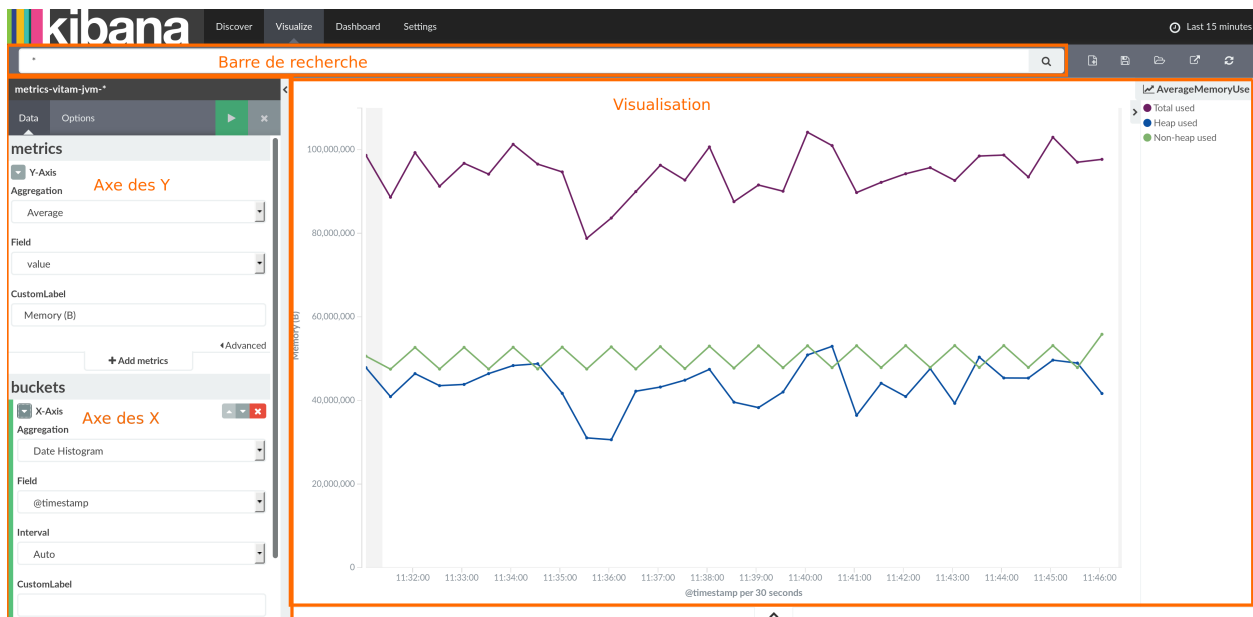 kibana
Discover
Visualize
Dashboard
Settings
Last 15 minutes
*
Barre de recherche
metrics-vitam-jvm-*
Data
Options
metrics
Y-Axis
Axe des Y
Aggregation
Average
Field
value
CustomLabel
Memory (B)
Advanced
Add metrics
buckets
X-Axis
Axe des X
Aggregation
Date Histogram
Field
@timestamp
Interval
Auto
CustomLabel
Visualisation
100,000,000
80,000,000
60,000,000
40,000,000
20,000,000
0
Memory (B)
11:32:00 11:33:00 11:34:00 11:35:00 11:36:00 11:37:00 11:38:00 11:39:00 11:40:00 11:41:00 11:42:00 11:43:00 11:44:00 11:45:00 11:46:00
@timestamp per 30 seconds
AverageMemoryUse
Total used
Heap used
Non-heap used